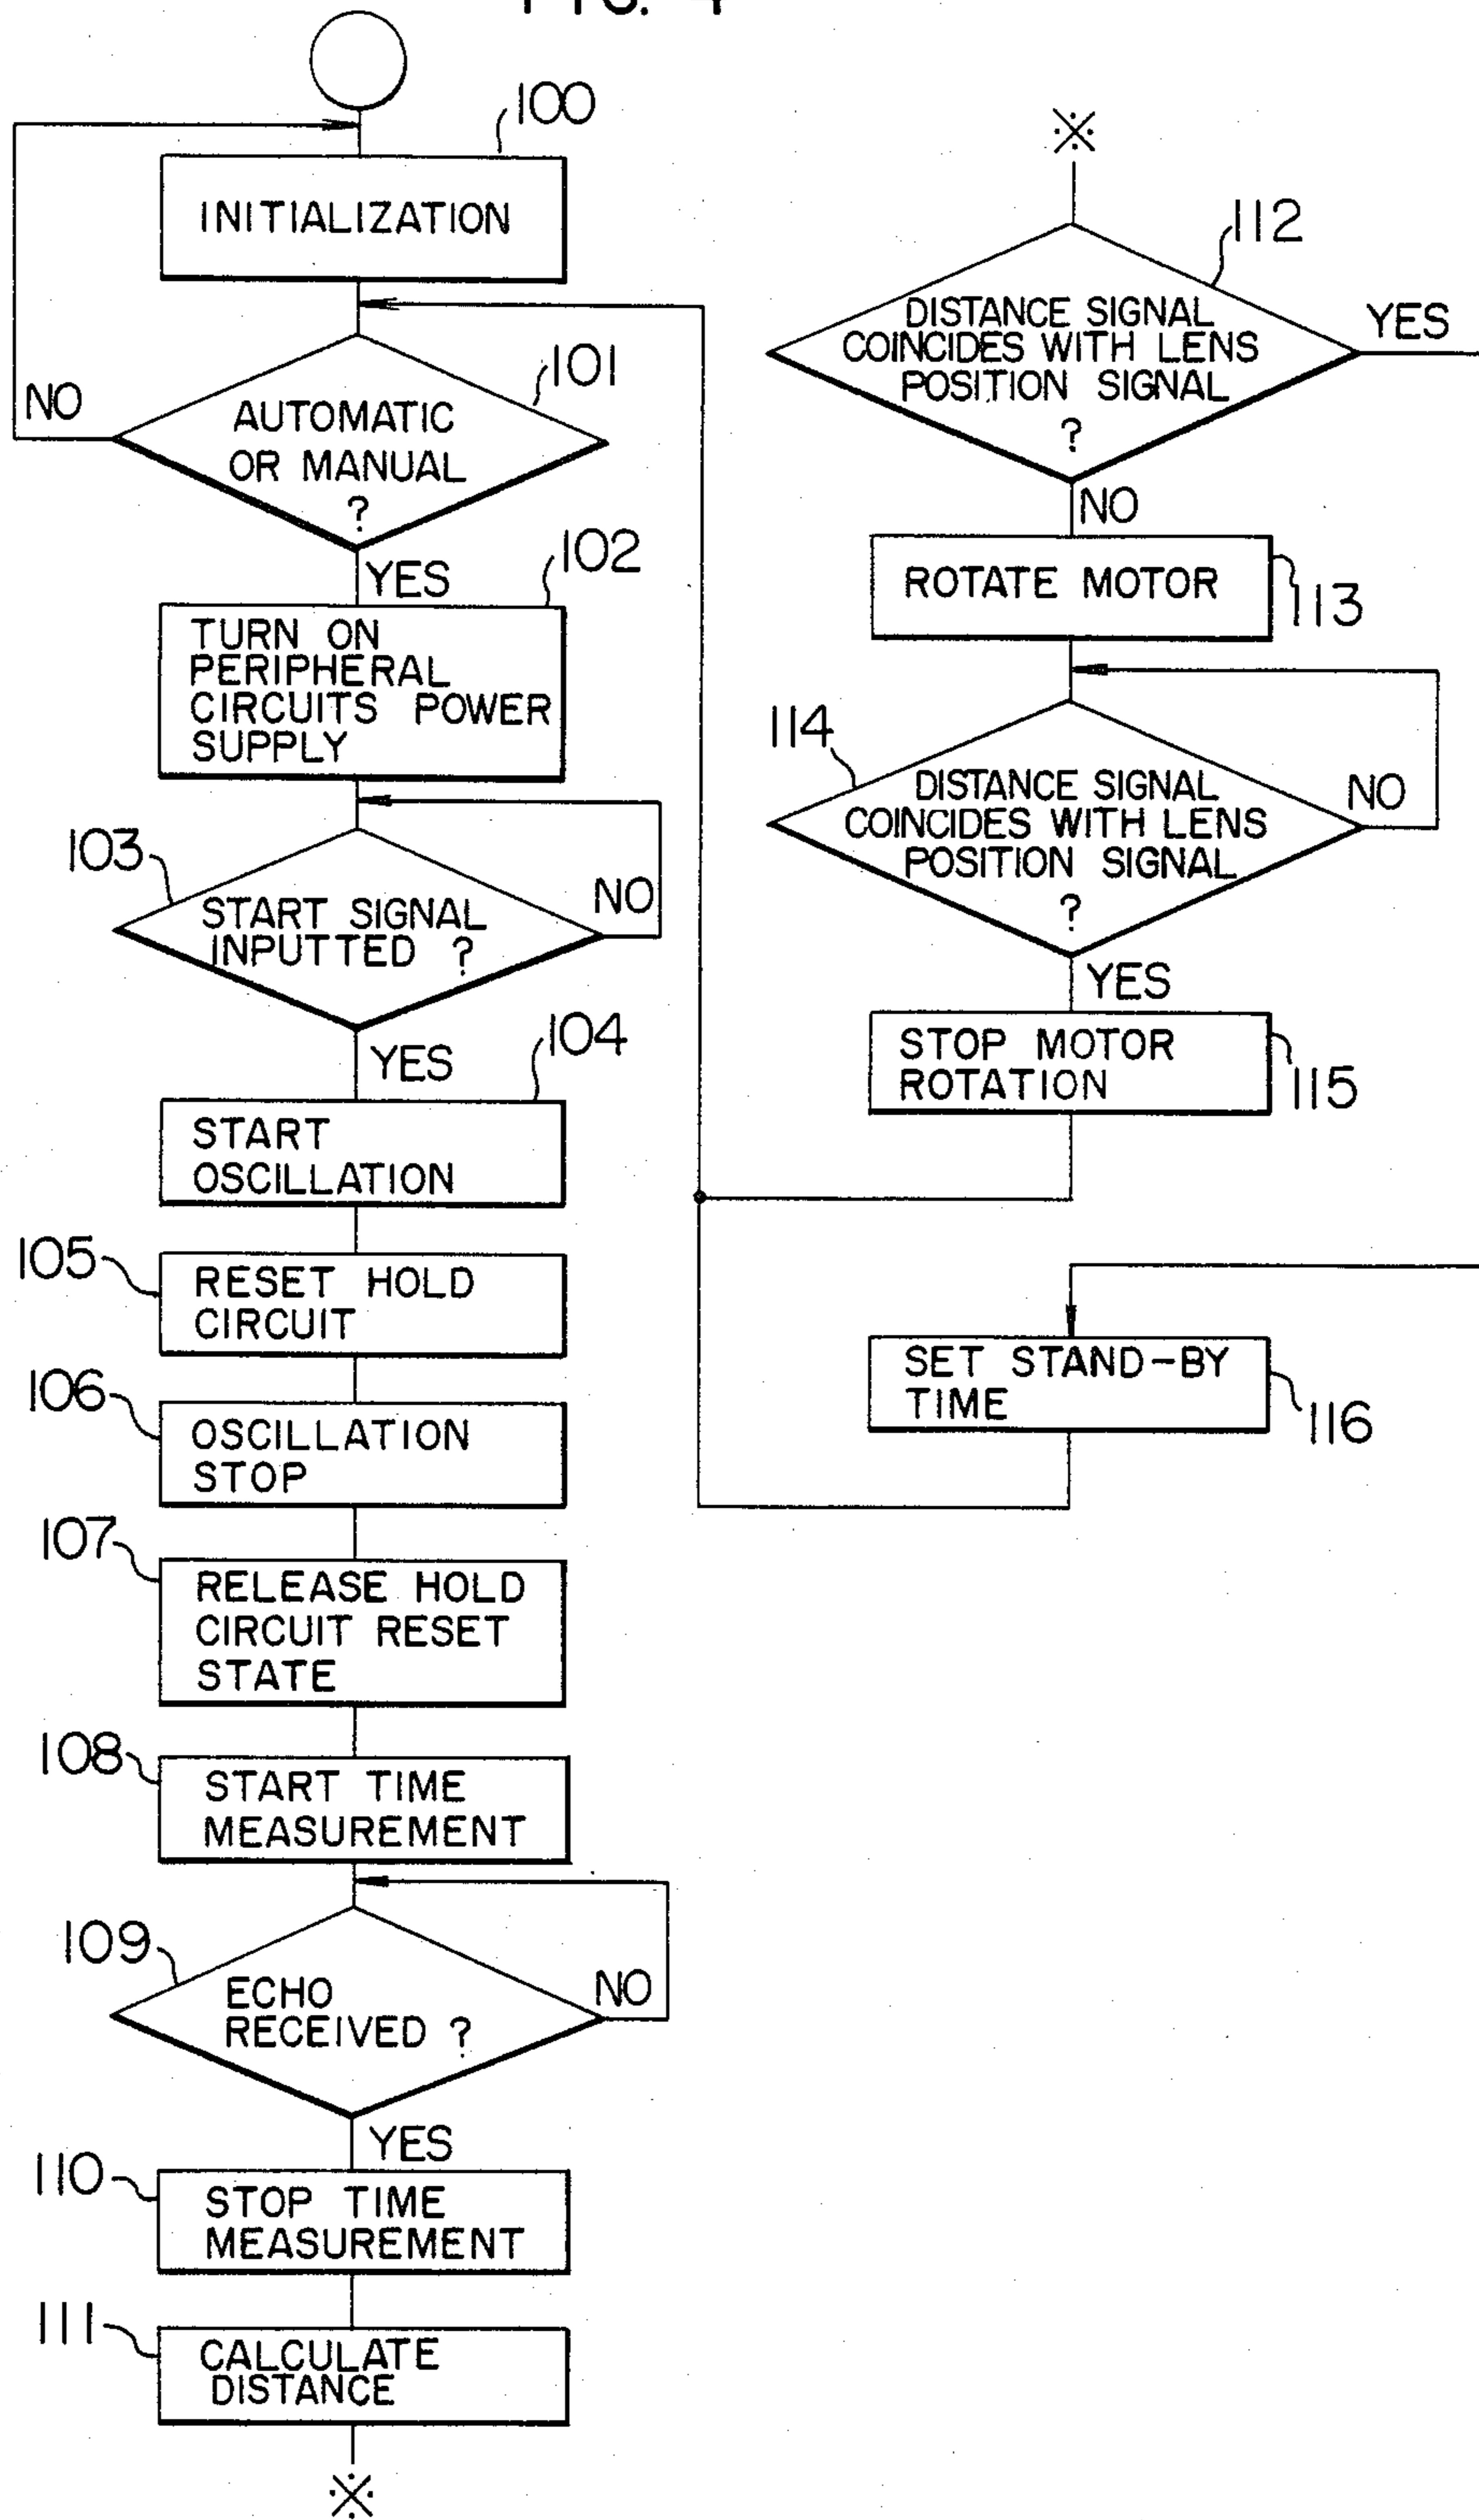 100
INITIALIZATION
101
NO
AUTOMATIC
OR MANUAL
?
YES
102
TURN ON
PERIPHERAL
CIRCUITS POWER
SUPPLY
103
START SIGNAL
INPUTTED ?
NO
YES
104
START
OSCILLATION
105
RESET HOLD
CIRCUIT
106
OSCILLATION
STOP
107
RELEASE HOLD
CIRCUIT RESET
STATE
108
START TIME
MEASUREMENT
109
ECHO
RECEIVED ?
NO
YES
110
STOP TIME
MEASUREMENT
111
CALCULATE
DISTANCE
※
※
112
DISTANCE SIGNAL
COINCIDES WITH LENS
POSITION SIGNAL
?
YES
NO
ROTATE MOTOR
113
114
DISTANCE SIGNAL
COINCIDES WITH LENS
POSITION SIGNAL
?
NO
YES
STOP MOTOR
ROTATION
115
SET STAND-BY
TIME
116